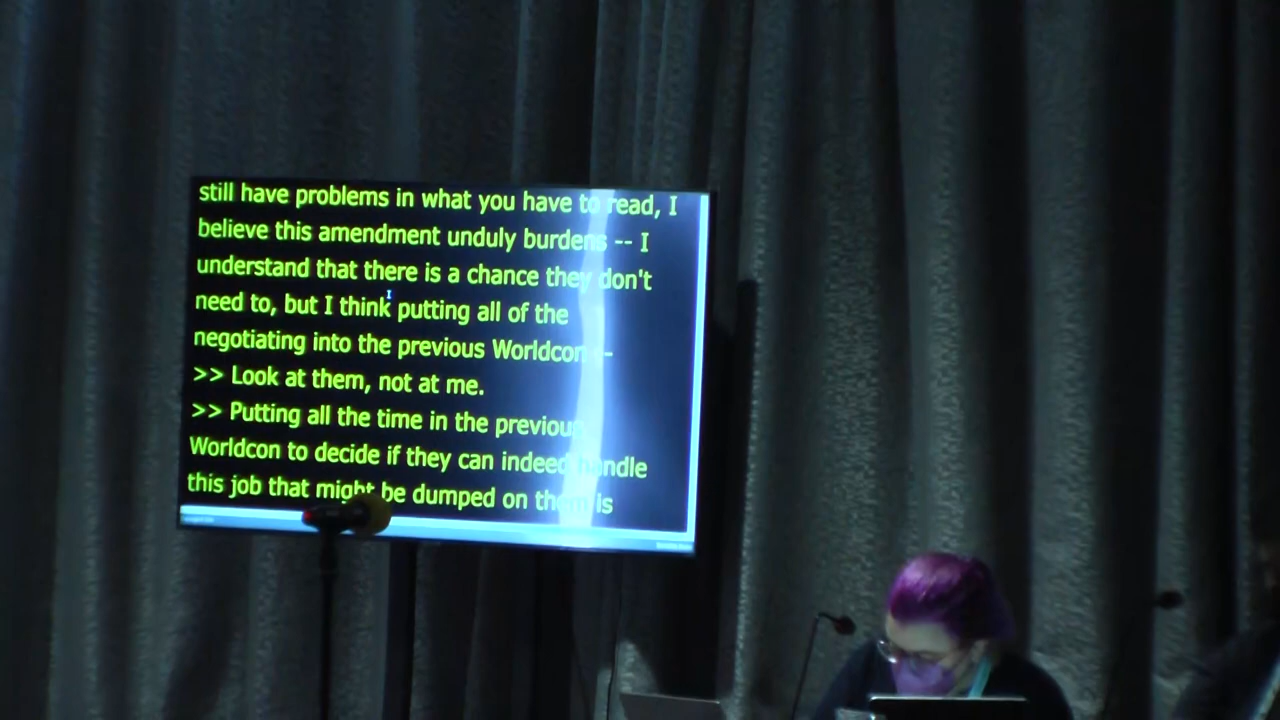 still have problems in what you have to read, I
believe this amendment unduly burdens -- I
understand that there is a chance they don't
need to, but I think putting all of the
negotiating into the previous Worldcon --
>> Look at them, not at me.
>> Putting all the time in the previous
Worldcon to decide if they can indeed handle
this job that might be dumped on them is